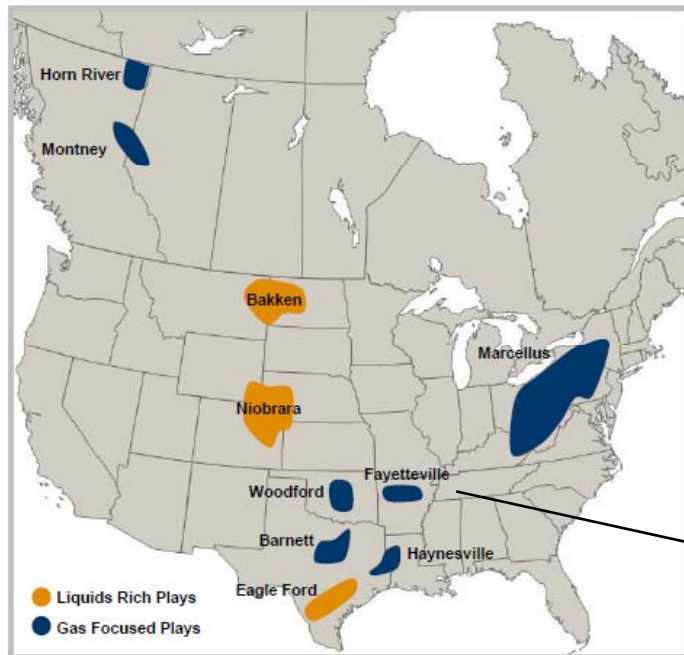 Horn River
Montney
Bakken
Marcellus
Niobrara
Fayetteville
Woodford
Barnett
Haynesville
Eagle Ford
Liquids Rich Plays
Gas Focused Plays